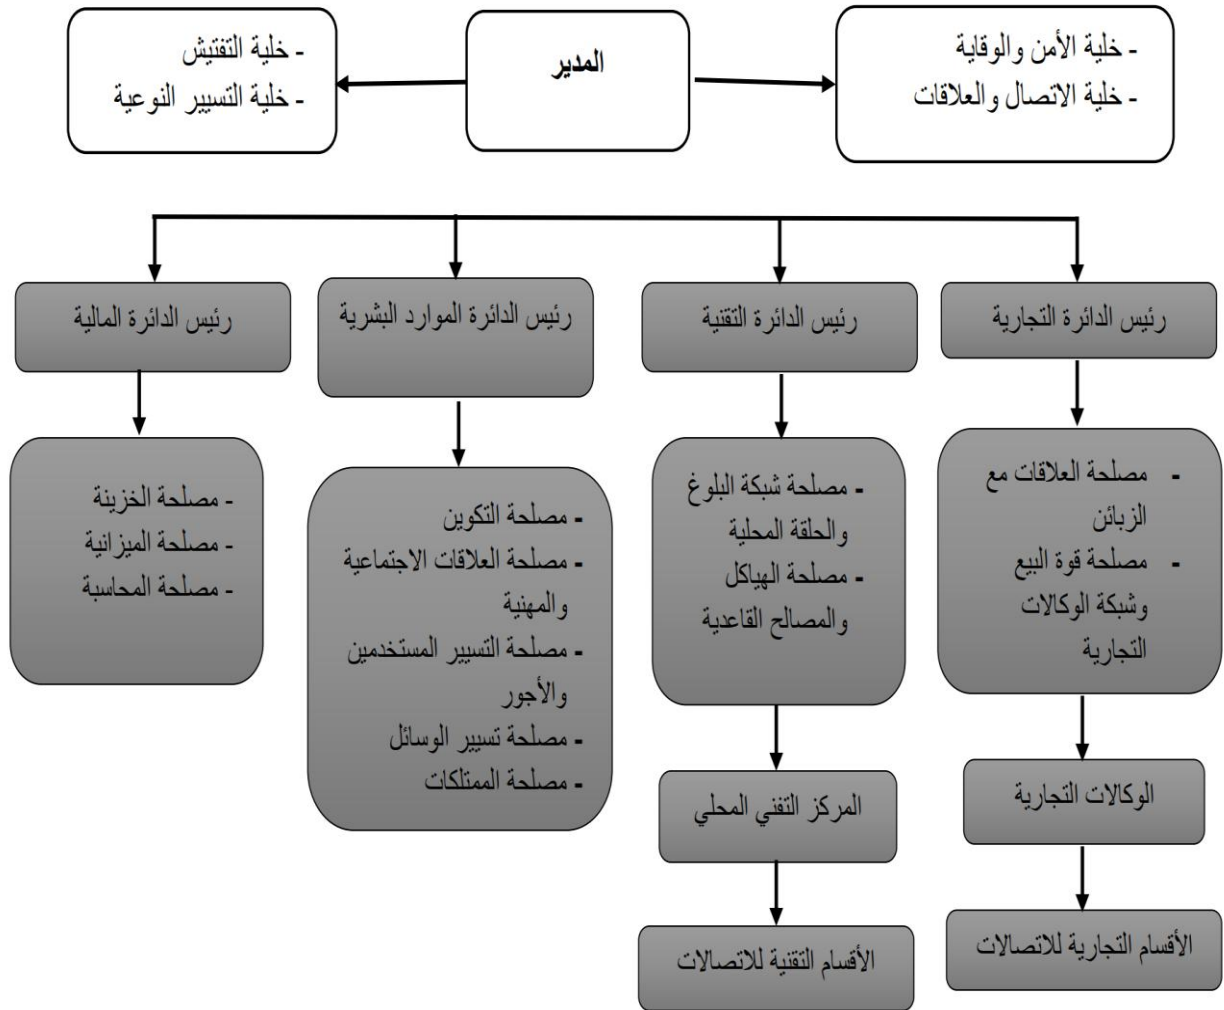 - خلية الأمن والوقاية
- خلية الاتصال والعلاقات
المدير
- خلية التفتيش
- خلية التسيير النوعية
رئيس الدائرة التجارية
رئيس الدائرة التقنية
رئيس الدائرة الموارد البشرية
رئيس الدائرة المالية
- مصلحة العلاقات مع
الزبائن
- مصلحة قوة البيع
وشبكة الوكالات
التجارية
- مصلحة شبكة البلوغ
والحلقة المحلية
- مصلحة الهياكل
والمصالح القاعدية
- مصلحة التكوين
- مصلحة العلاقات الاجتماعية
والمهنية
- مصلحة التسيير المستخدمين
والأجور
- مصلحة تسيير الوسائل
- مصلحة الممتلكات
- مصلحة الخزينة
- مصلحة الميزانية
- مصلحة المحاسبة
الوكالات التجارية
المركز التفني المحلي
الأقسام التجارية للاتصالات
الأقسام التقنية للاتصالات